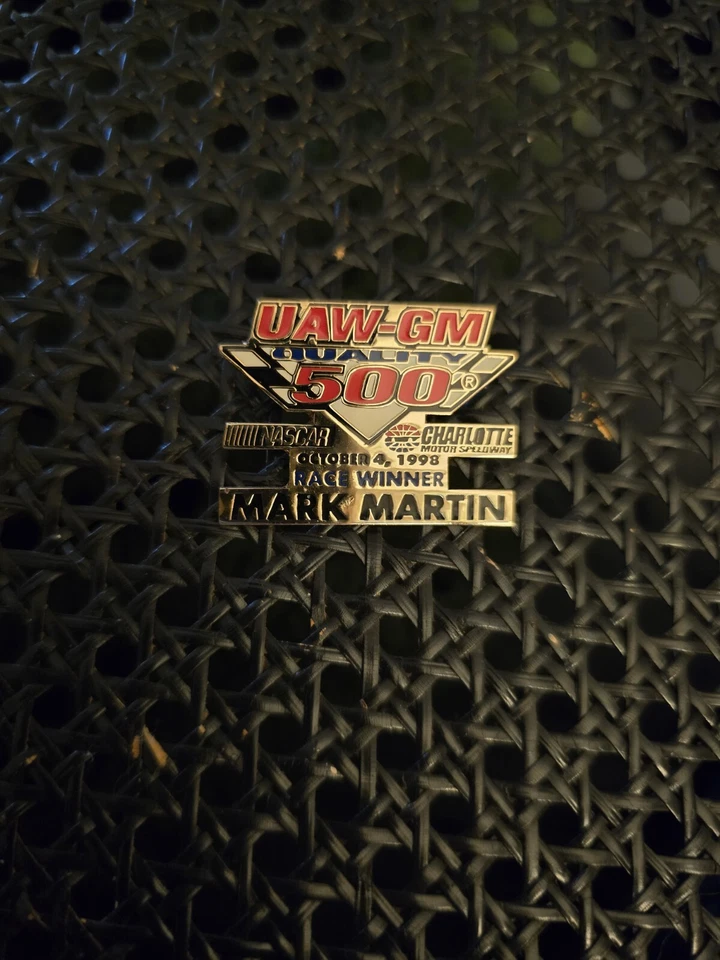 UAW-GM
QUALITY
500®
NASCAR
CHARLOTTE
MOTOR SPEEDWAY
OCTOBER 4, 1998
RACE WINNER
MARK MARTIN